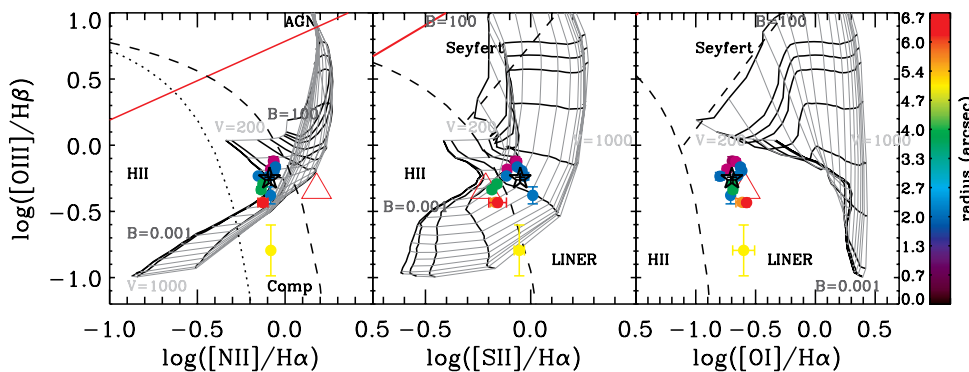 AGN
B=100
B=100
Seyfert
Seyfert
B=100
V=200
V=200
V=1000
V=1000
HII
HII
B=0.001
B=0.001
V=1000
Comp
LINER
HII
LINER
B=0.001
1.0
0.5
0.0
-0.5
-1.0
log([OIII]/Hβ)
-1.0 -0.5 0.0 0.5
-0.5 0.0 0.5
-1.0 -0.5 0.0 0.5
log([NII]/Hα)
log([SII]/Hα)
log([OI]/Hα)
6.7
6.0
5.4
4.7
4.0
3.3
2.7
2.0
1.3
0.7
0.0
radius (arcsec)